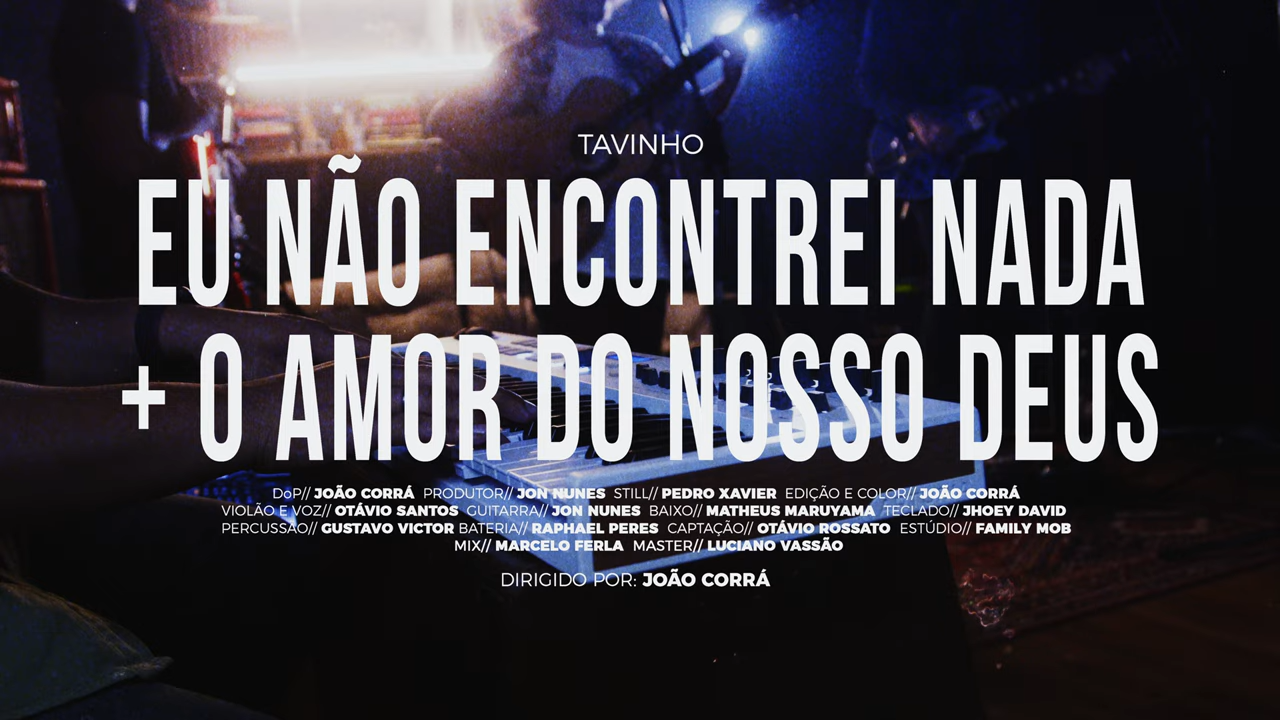 TAVINHO
EU NÃO ENCONTREI NADA
+ O AMOR DO NOSSO DEUS
DoP// JOÃO CORRÁ PRODUTOR// JON NUNES STILL// PEDRO XAVIER EDIÇÃO E COLOR// JOÃO CORRÁ
VIOLÃO E VOZ// OTÁVIO SANTOS GUITARRA// JON NUNES BAIXO// MATHEUS MARUYAMA TECLADO// JHOEY DAVID
PERCUSSÃO// GUSTAVO VICTOR BATERIA// RAPHAEL PERES CAPTAÇÃO// OTÁVIO ROSSATO ESTÚDIO// FAMILY MOB
MIX// MARCELO FERLA MASTER// LUCIANO VASSÃO
DIRIGIDO POR: JOÃO CORRÁ